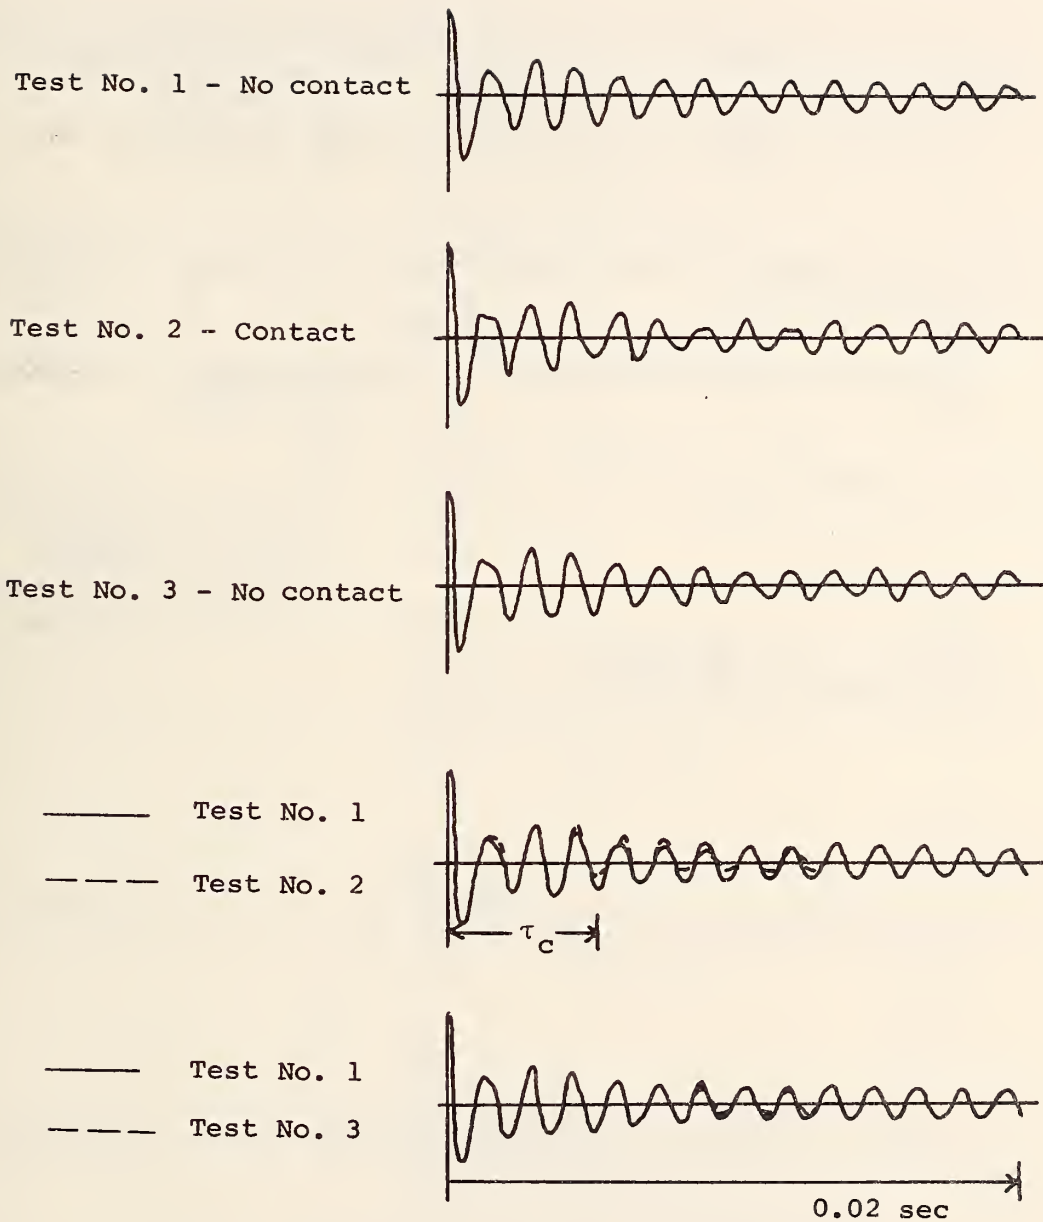 Test No. 1 - No contact
Test No. 2 - Contact
Test No. 3 - No contact
Test No. 1
Test No. 2
τc
Test No. 1
Test No. 3
0.02 sec